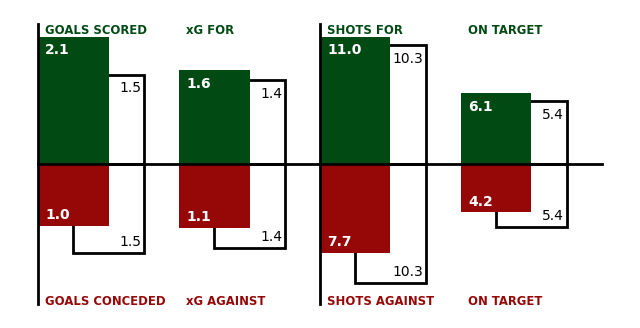 GOALS SCORED xG FOR SHOTS FOR ON TARGET
2.1 1.5 1.6 1.4 11.0 10.3 6.1 5.4
1.0 1.5 1.1 1.4 7.7 10.3 4.2 5.4
GOALS CONCEDED xG AGAINST SHOTS AGAINST ON TARGET